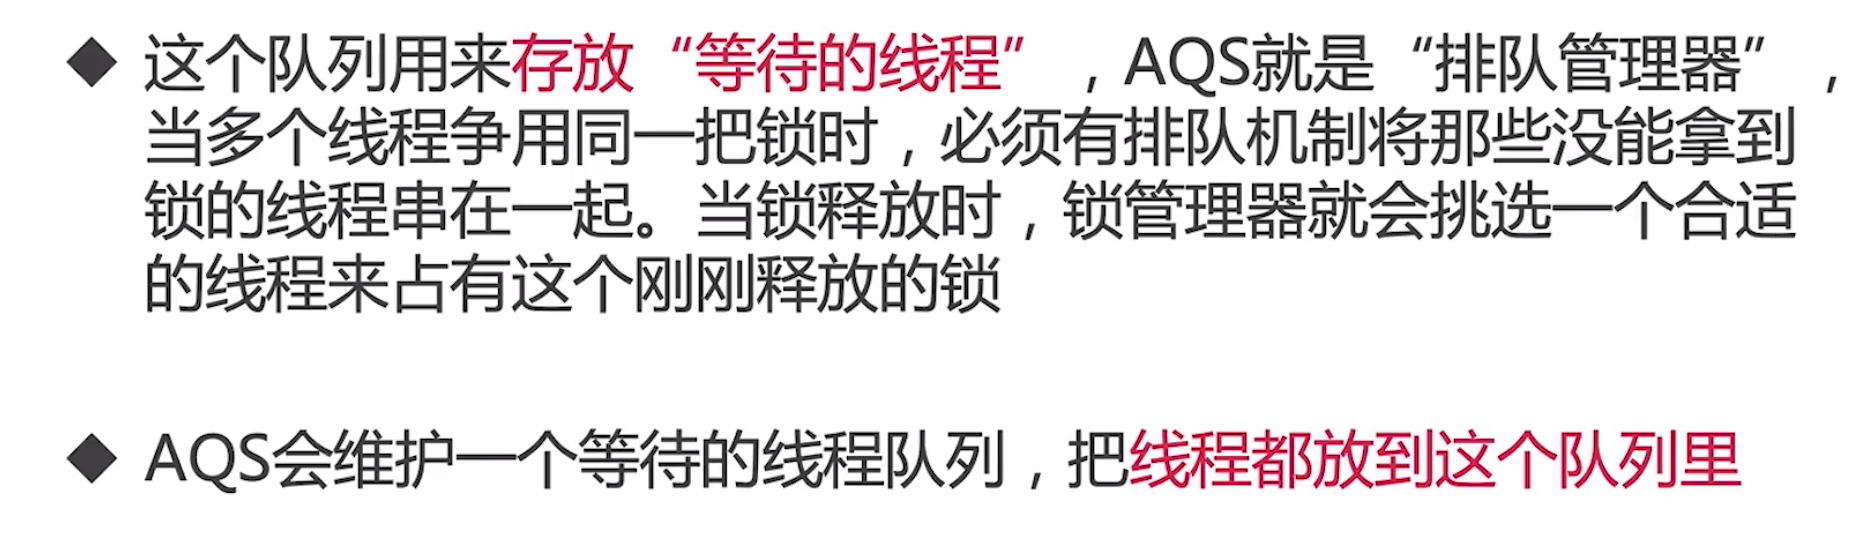 ◆ 这个队列用来存放“等待的线程”,AQS就是“排队管理器”,
当多个线程争用同一把锁时,必须有排队机制将那些没能拿到
锁的线程串在一起。当锁释放时,锁管理器就会挑选一个合适
的线程来占有这个刚刚释放的锁
◆ AQS会维护一个等待的线程队列,把线程都放到这个队列里